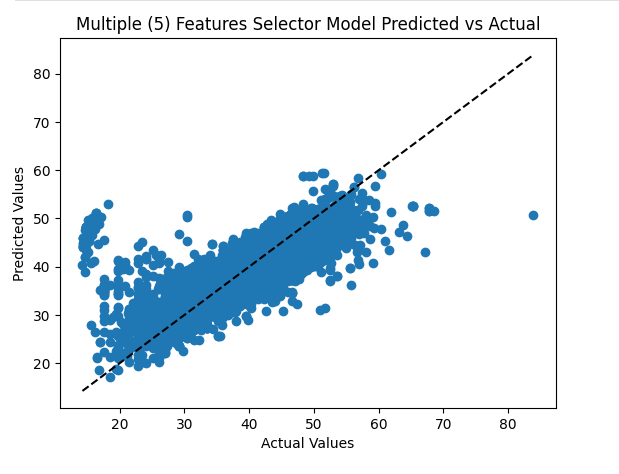 Multiple (5) Features Selector Model Predicted vs Actual
80
70
60
50
40
30
20
Predicted Values
20 30 40 50 60 70 80
Actual Values